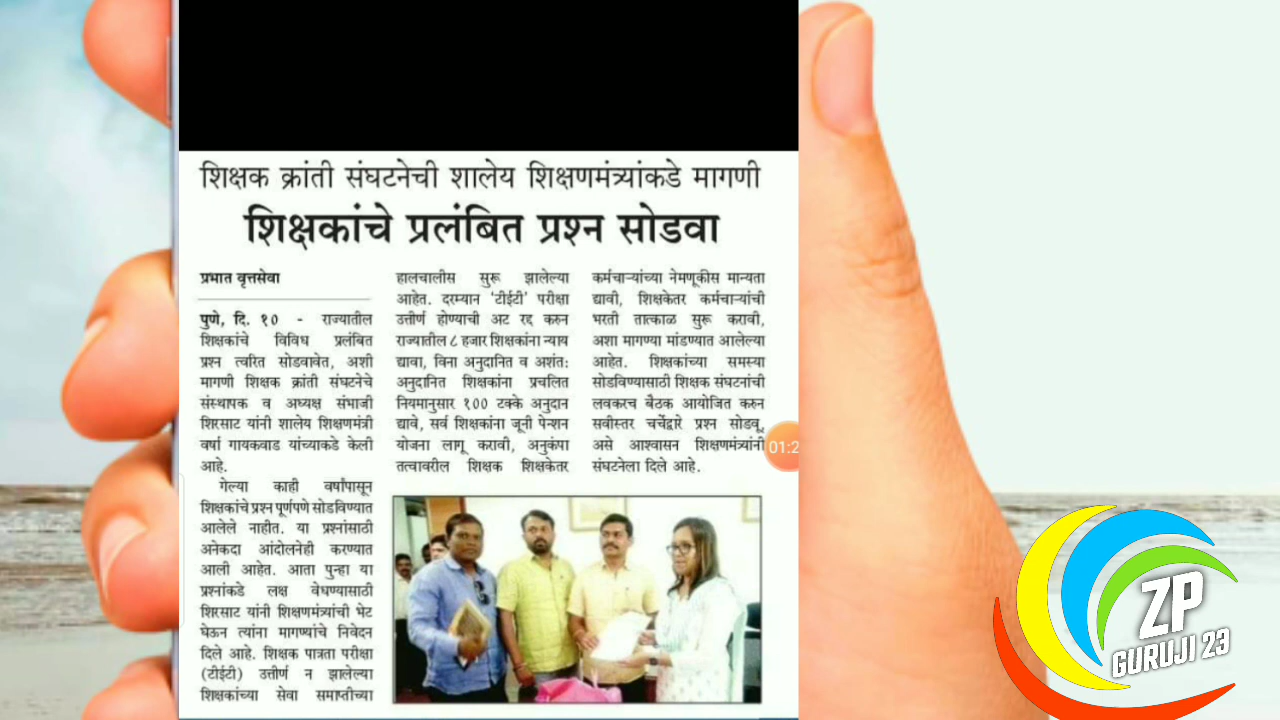 शिक्षक क्रांती संघटनेची शालेय शिक्षणमंत्र्यांकडे मागणी
शिक्षकांचे प्रलंबित प्रश्न सोडवा
प्रभात वृत्तसेवा
पुणे, दि. १० - राज्यातील
शिक्षकांचे विविध प्रलंबित
प्रश्न त्वरित सोडवावेत, अशी
मागणी शिक्षक क्रांती संघटनेचे
संस्थापक व अध्यक्ष संभाजी
शिरसाट यांनी शालेय शिक्षणमंत्री
वर्षा गायकवाड यांच्याकडे केली
आहे.
गेल्या काही वर्षांपासून
शिक्षकांचे प्रश्न पूर्णपणे सोडविण्यात
आलेले नाहीत. या प्रश्नांसाठी
अनेकदा आंदोलनेही करण्यात
आली आहेत. आता पुन्हा या
प्रश्नांकडे लक्ष वेधण्यासाठी
शिरसाट यांनी शिक्षणमंत्र्यांची भेट
घेऊन त्यांना मागण्यांचे निवेदन
दिले आहे. शिक्षक पात्रता परीक्षा
(टीईटी) उत्तीर्ण न झालेल्या
शिक्षकांच्या सेवा समाप्तीच्या
हालचालीस सुरू झालेल्या
आहेत. दरम्यान 'टीईटी' परीक्षा
उत्तीर्ण होण्याची अट रद्द करुन
राज्यातील ८ हजार शिक्षकांना न्याय
द्यावा, विना अनुदानित व अशंत:
अनुदानित शिक्षकांना प्रचलित
नियमानुसार १०० टक्के अनुदान
द्यावे, सर्व शिक्षकांना जूनी पेन्शन
योजना लागू करावी, अनुकंपा
तत्वावरील शिक्षक शिक्षकेतर
कर्मचाऱ्यांच्या नेमणूकीस मान्यता
द्यावी, शिक्षकेतर कर्मचाऱ्यांची
भरती तात्काळ सुरू करावी,
अशा मागण्या मांडण्यात आलेल्या
आहेत. शिक्षकांच्या समस्या
सोडविण्यासाठी शिक्षक संघटनांची
लवकरच बैठक आयोजित करुन
सवीस्तर चर्चेद्वारे प्रश्न सोडवू,
असे आश्वासन शिक्षणमंत्र्यांनी
संघटनेला दिले आहे.
01:2
ZP
GURUJI 23